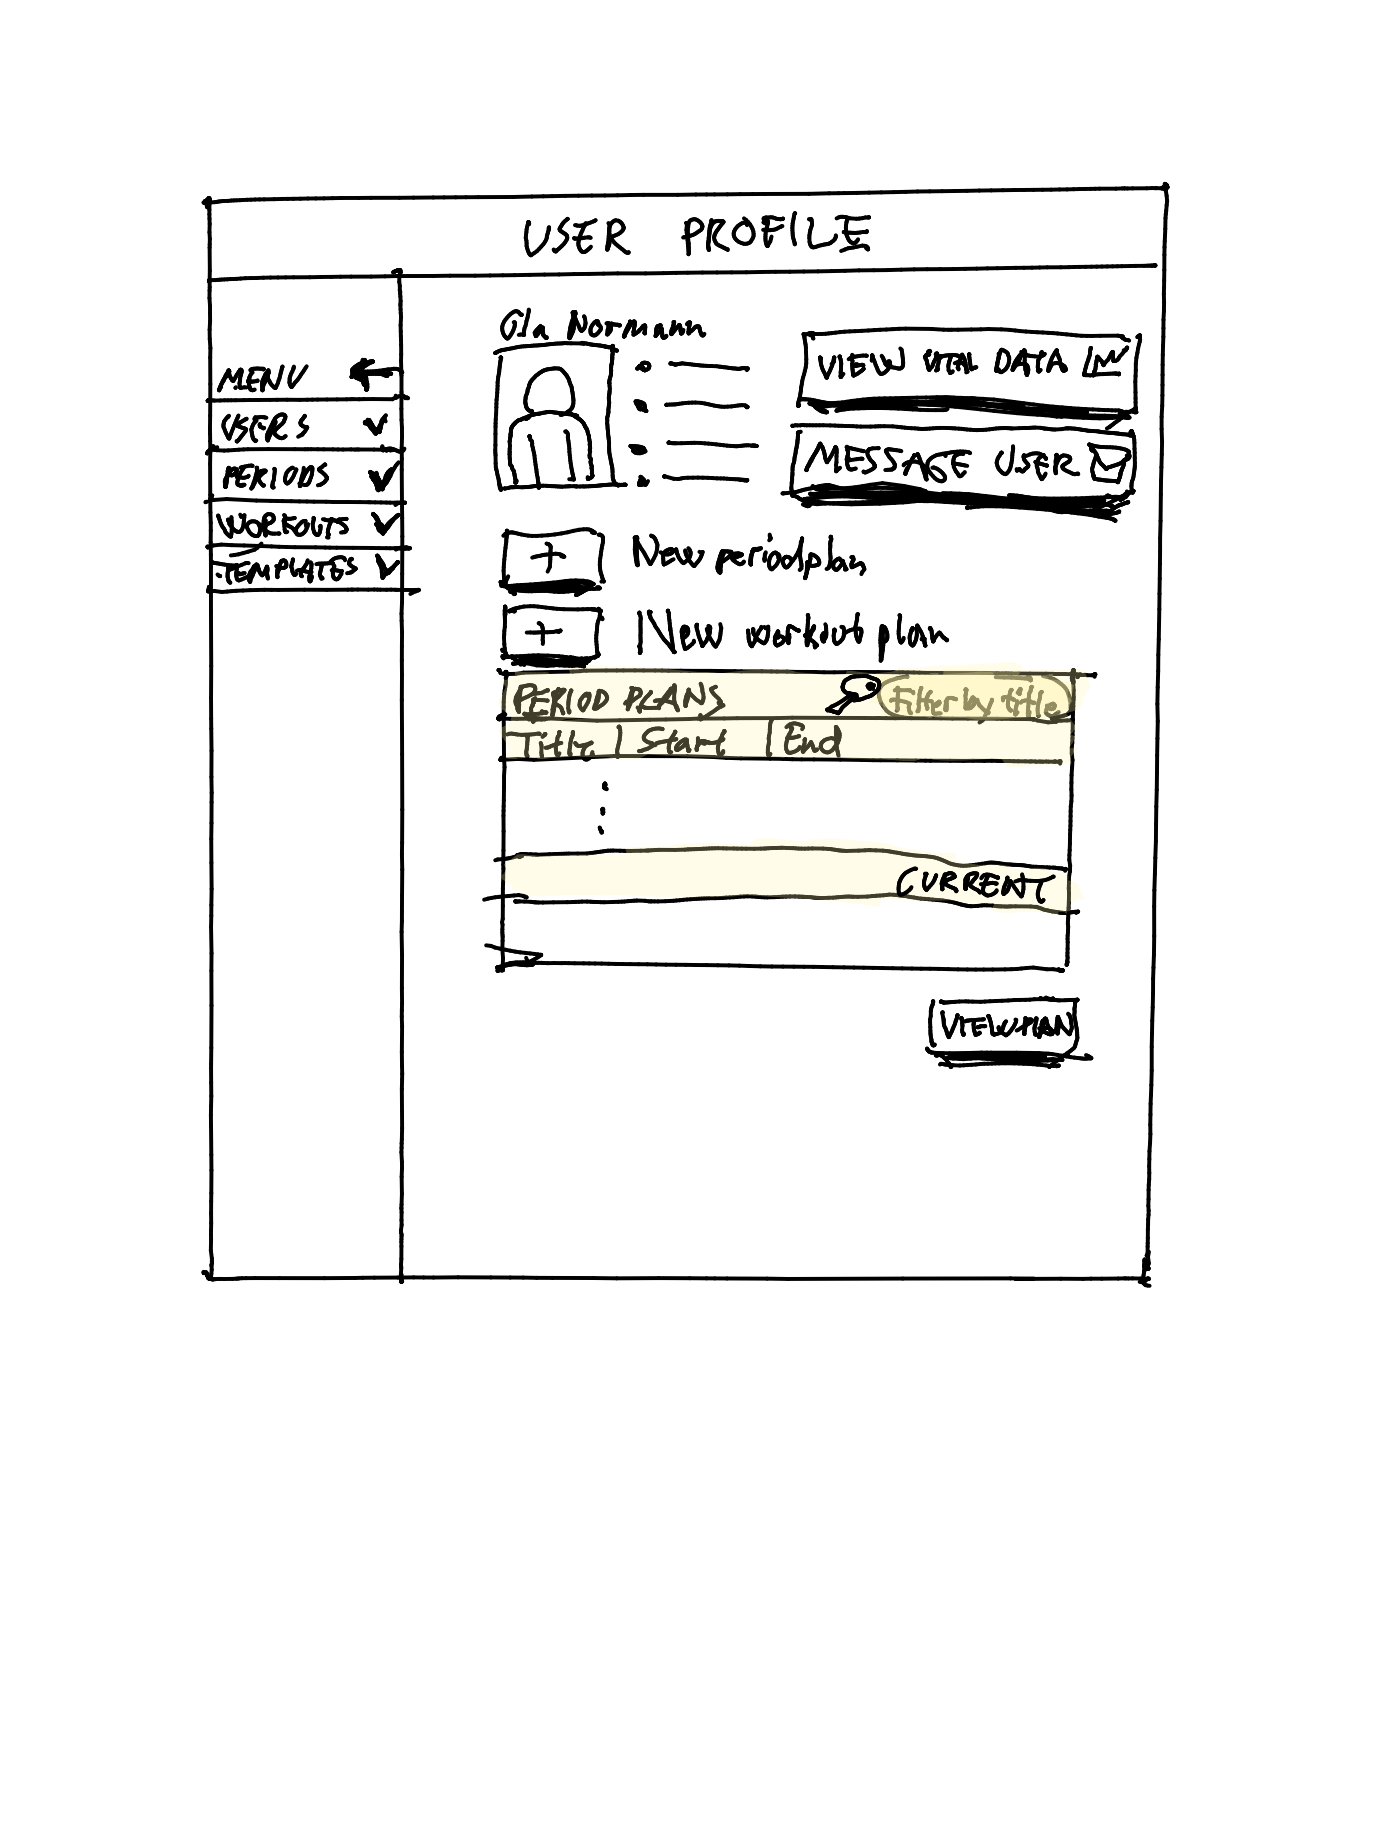 USER PROFILE
MENU
USERS
PERIODS
WORKOUTS
TEMPLATES
Ola Normann
VIEW VITAL DATA
MESSAGE USER
+ New periodplan
+ New workout plan
PERIOD PLANS Filter by title
Title | Start | End
CURRENT
VIEW PLAN